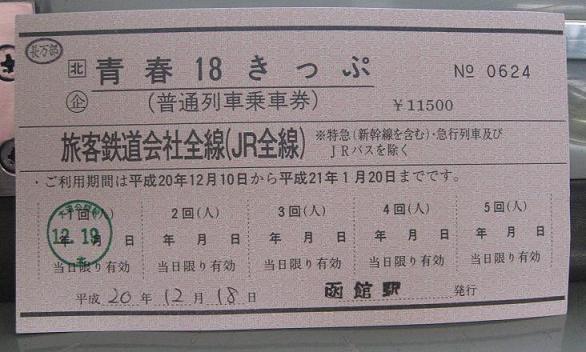 長万部
北 青春18きっぷ № 0624
企 (普通列車乗車券) ￥11500
旅客鉄道会社全線(JR全線) ※特急(新幹線を含む)・急行列車及び
ＪＲバスを除く
・ご利用期間は平成20年12月10日から平成21年1月20日までです。
1回(人) 2回(人) 3回(人) 4回(人) 5回(人)
年 月 日 年 月 日 年 月 日 年 月 日 年 月 日
12.19
当日限り有効 当日限り有効 当日限り有効 当日限り有効 当日限り有効
平成 20 年 12 月 18 日 函館駅 発行